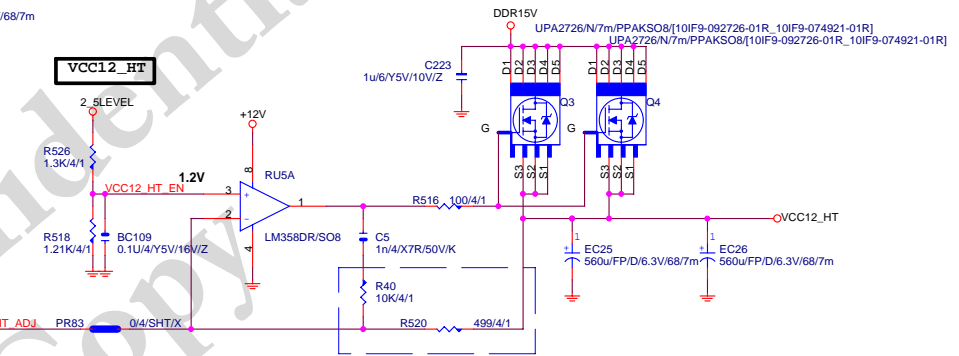 /68/7m
DDR15V
UPA2726/N/7m/PPAKSO8/[10IF9-092726-01R_10IF9-074921-01R]
UPA2726/N/7m/PPAKSO8/[10IF9-092726-01R_10IF9-074921-01R]
VCC12_HT
C223
1u/6/Y5V/10V/Z
D1
D2
D3
D4
D5
D1
D2
D3
D4
D5
2_5LEVEL
+12V
Q3
Q4
G
G
R526
1.3K/4/1
8
RU5A
S3
S2
S1
S3
S2
S1
1.2V
VCC12_HT_EN
3
+
1
R516
100/4/1
2
-
VCC12_HT
R518
1.21K/4/1
BC109
0.1U/4/Y5V/16V/Z
4
LM358DR/SO8
C5
1n/4/X7R/50V/K
1
+
EC25
560u/FP/D/6.3V/68/7m
1
+
EC26
560u/FP/D/6.3V/68/7m
R40
10K/4/1
HT_ADJ
PR83
0/4/SHT/X
R520
499/4/1
Copy